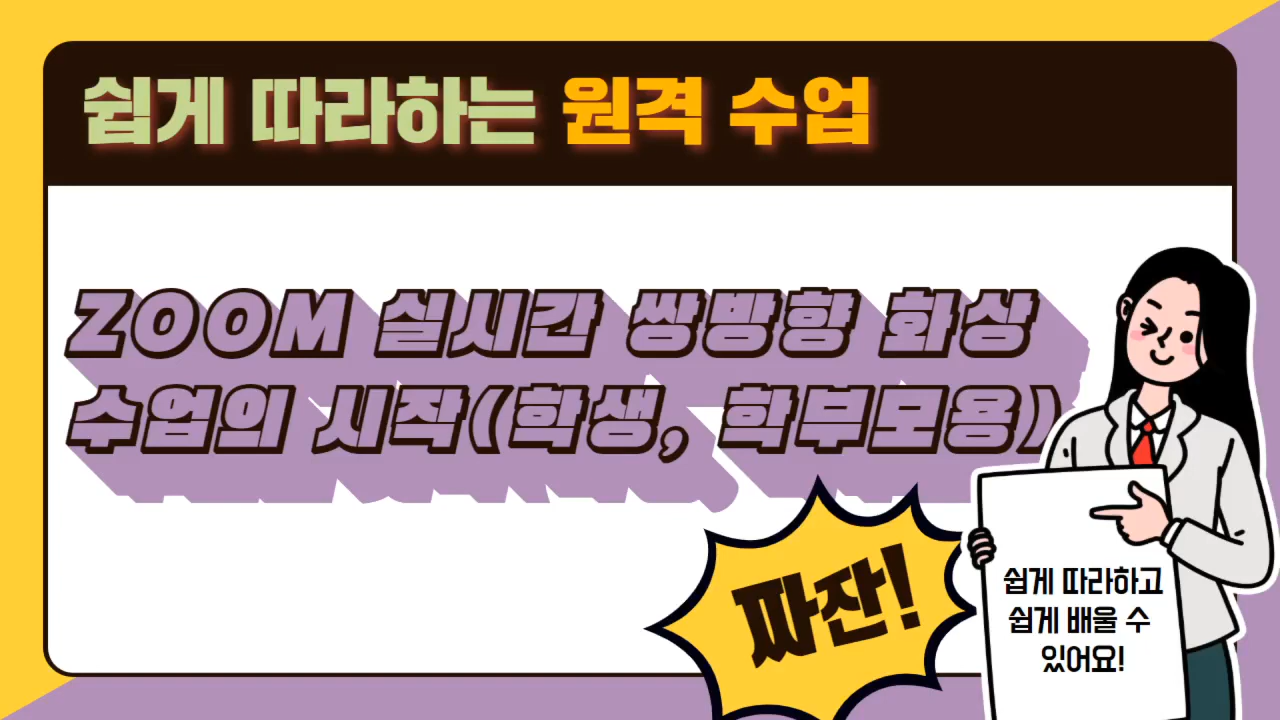 쉽게 따라하는 원격 수업
ZOOM 실시간 쌍방향 화상
수업의 시작(학생, 학부모용)
파잔!
쉽게 따라하고
쉽게 배울 수
있어요!